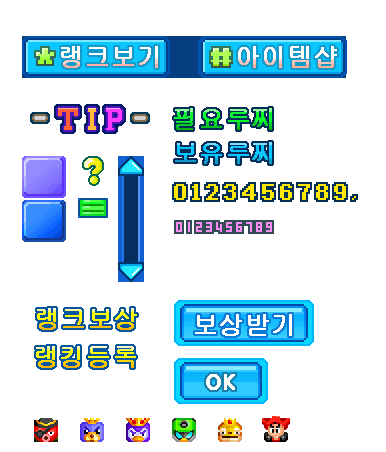 *랭크보기 #아이템샵
-TIP-
필요루찌
보유루찌
?
0123456789,
0123456789
랭크보상
보상받기
랭킹등록
OK